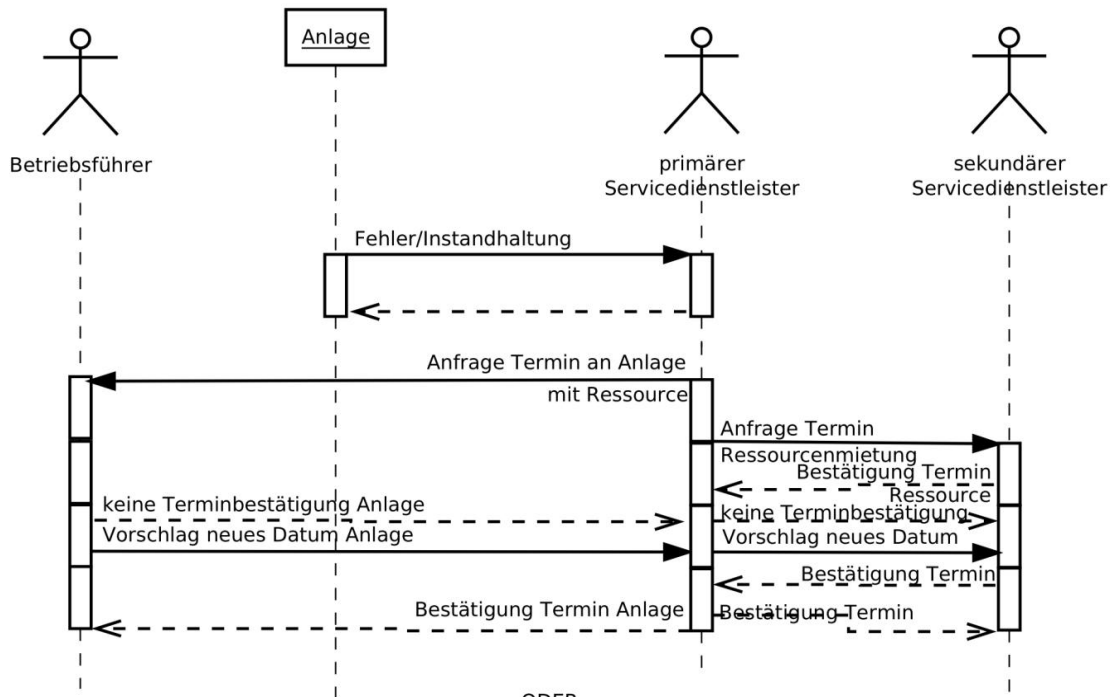 Anlage
Betriebsführer
primärer
Servicedienstleister
sekundärer
Servicedienstleister
Fehler/Instandhaltung
Anfrage Termin an Anlage
mit Ressource
Anfrage Termin
Ressourcenmietung
Bestätigung Termin
Ressource
keine Terminbestätigung Anlage
keine Terminbestätigung
Vorschlag neues Datum Anlage
Vorschlag neues Datum
Bestätigung Termin
Bestätigung Termin Anlage
Bestätigung Termin
ODER